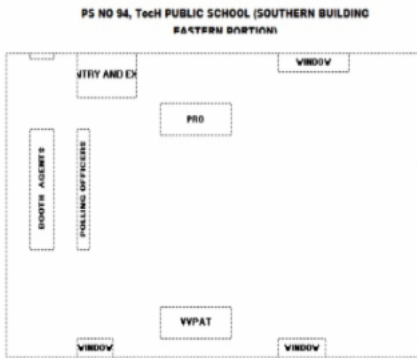 PS NO 94, TecH PUBLIC SCHOOL (SOUTHERN BUILDING
EASTERN PORTION)
NTRY AND EX
WINDOW
PRO
BOOTH AGENTS
POLLING OFFICERS
VVPAT
WINDOW
WINDOW